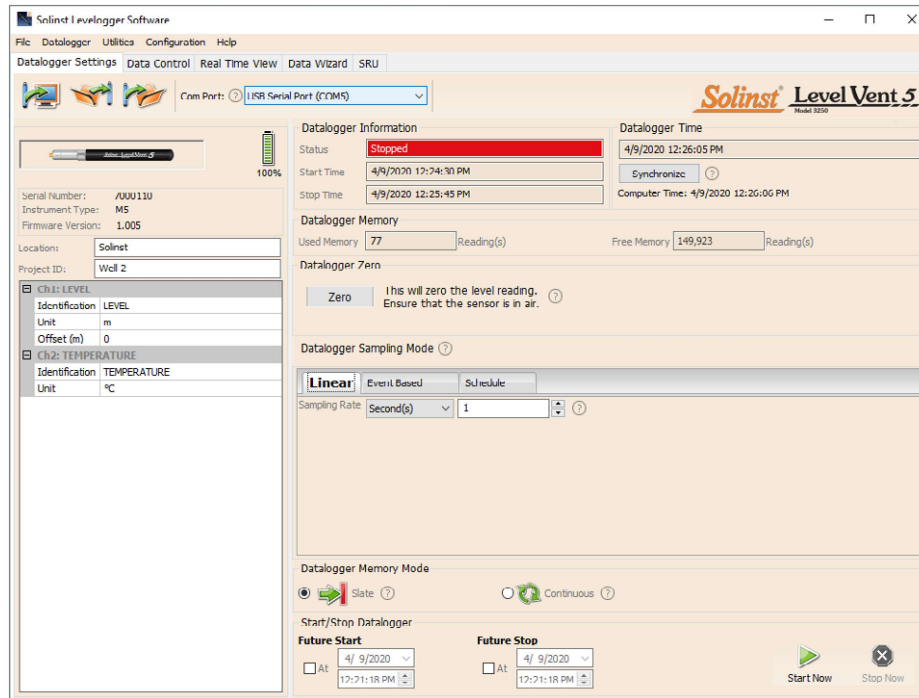 Solinst Levelogger Software
File Datalogger Utilities Configuration Help
Datalogger Settings Data Control Real Time View Data Wizard SRU
Com Port: ? USB Serial Port (COM5)
Solinst Level Vent 5
Model 3250
Solinst LevelVent 5
100%
Serial Number: 7000110
Instrument Type: M5
Firmware Version: 1.005
Location: Solinst
Project ID: Well 2
Ch1: LEVEL
Identification LEVEL
Unit m
Offset (m) 0
Ch2: TEMPERATURE
Identification TEMPERATURE
Unit °C
Datalogger Information
Status Stopped
Start Time 4/9/2020 12:24:30 PM
Stop Time 4/9/2020 12:25:45 PM
Datalogger Time
4/9/2020 12:26:05 PM
Synchronize ?
Computer Time: 4/9/2020 12:26:06 PM
Datalogger Memory
Used Memory 77 Reading(s) Free Memory 149,923 Reading(s)
Datalogger Zero
Zero
This will zero the level reading.
Ensure that the sensor is in air. ?
Datalogger Sampling Mode ?
Linear Event Based Schedule
Sampling Rate Second(s) 1 ?
Datalogger Memory Mode
Slate ? Continuous ?
Start/Stop Datalogger
Future Start
At 4/ 9/2020
12:21:18 PM
Future Stop
At 4/ 9/2020
12:21:18 PM
Start Now Stop Now